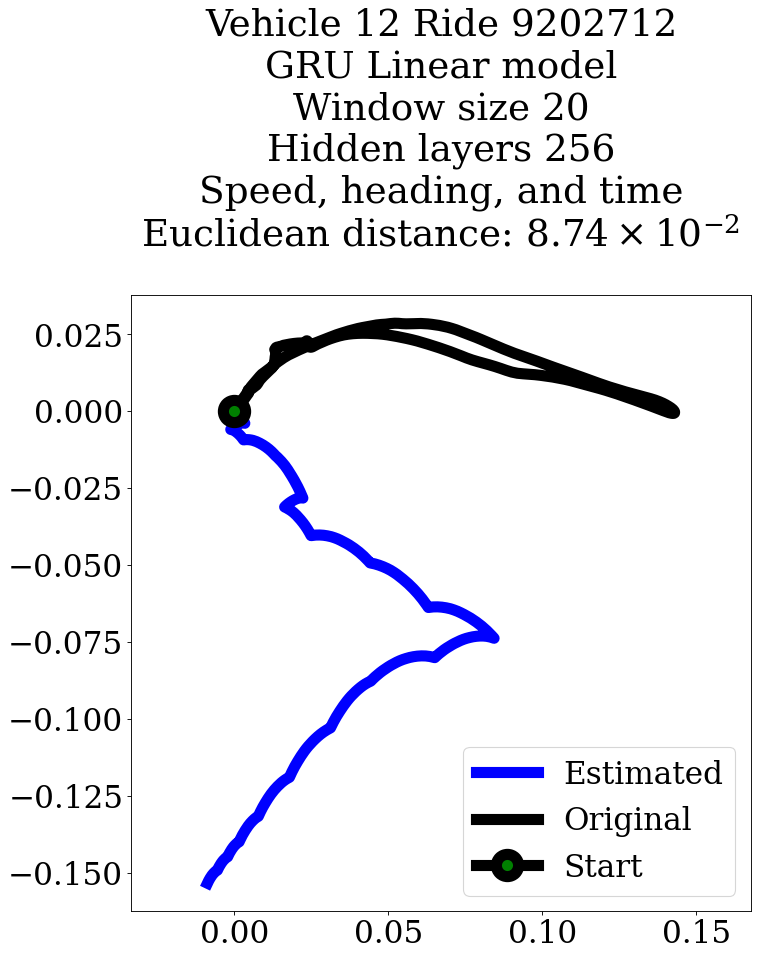 Vehicle 12 Ride 9202712
GRU Linear model
Window size 20
Hidden layers 256
Speed, heading, and time
Euclidean distance: 8.74 × 10⁻²
0.025
0.000
−0.025
−0.050
−0.075
−0.100
−0.125
−0.150
Estimated
Original
Start
0.00 0.05 0.10 0.15